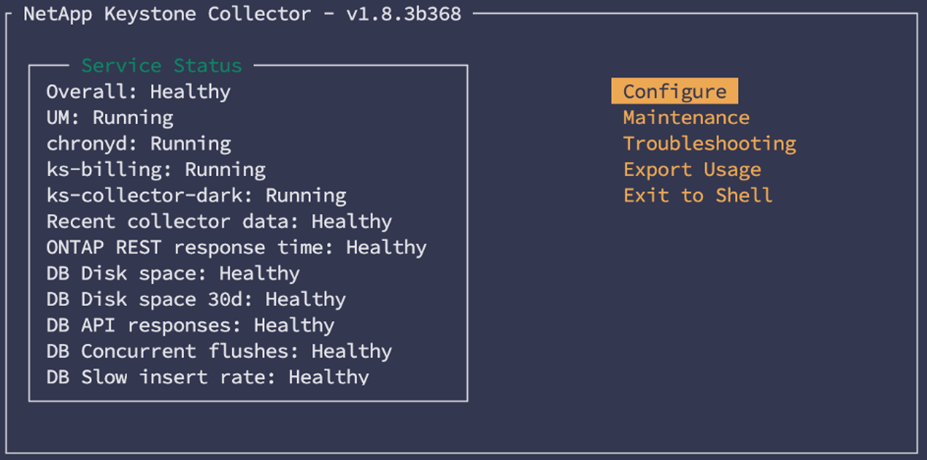 NetApp Keystone Collector - v1.8.3b368
Service Status
Overall: Healthy
UM: Running
chronyd: Running
ks-billing: Running
ks-collector-dark: Running
Recent collector data: Healthy
ONTAP REST response time: Healthy
DB Disk space: Healthy
DB Disk space 30d: Healthy
DB API responses: Healthy
DB Concurrent flushes: Healthy
DB Slow insert rate: Healthy
Configure
Maintenance
Troubleshooting
Export Usage
Exit to Shell